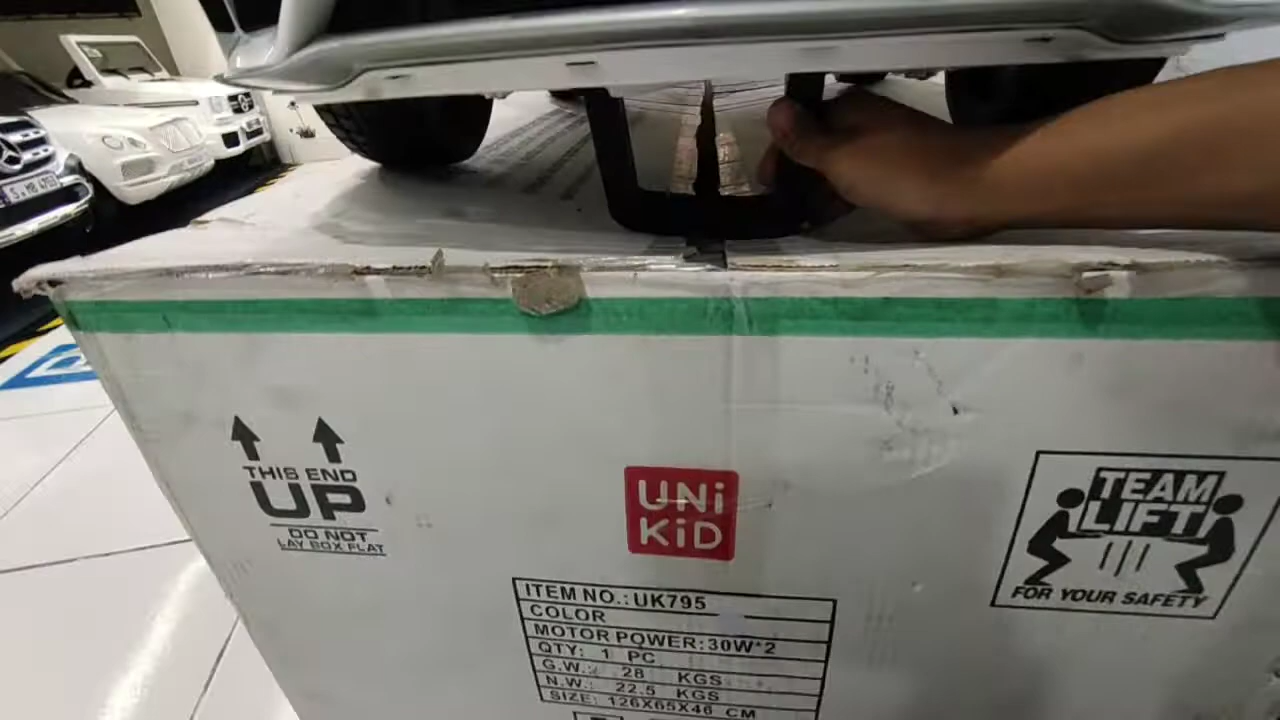 THIS END
UP
DO NOT
LAY BOX FLAT
UNi
KiD
TEAM
LIFT
FOR YOUR SAFETY
ITEM NO.: UK795
COLOR
MOTOR POWER: 30W*2
QTY: 1 PC
G.W.: 28 KGS
N.W.: 22.5 KGS
SIZE: 126X65X46 CM